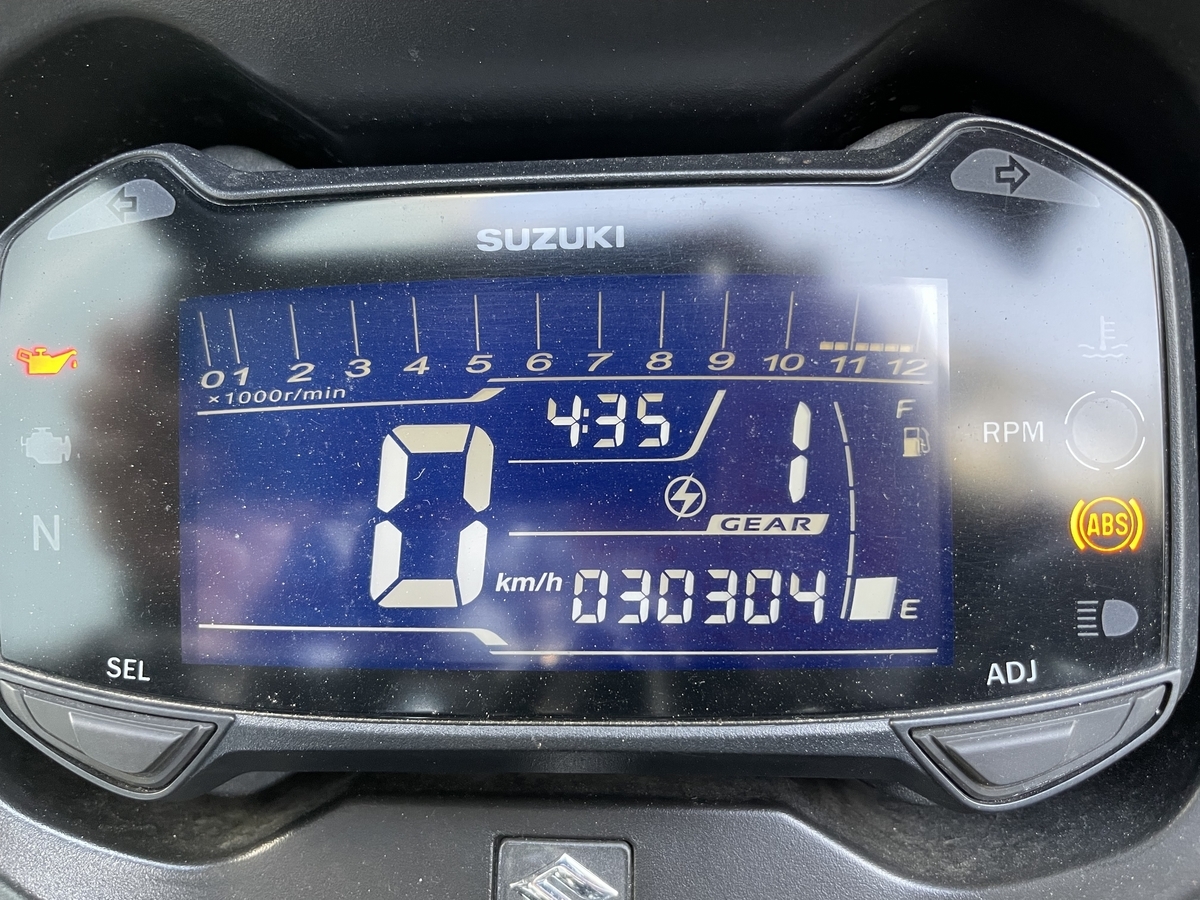 SUZUKI
0 1 2 3 4 5 6 7 8 9 10 11 12
×1000r/min
4:35
1
F
RPM
N
GEAR
ABS
0 km/h 030304
E
SEL
ADJ